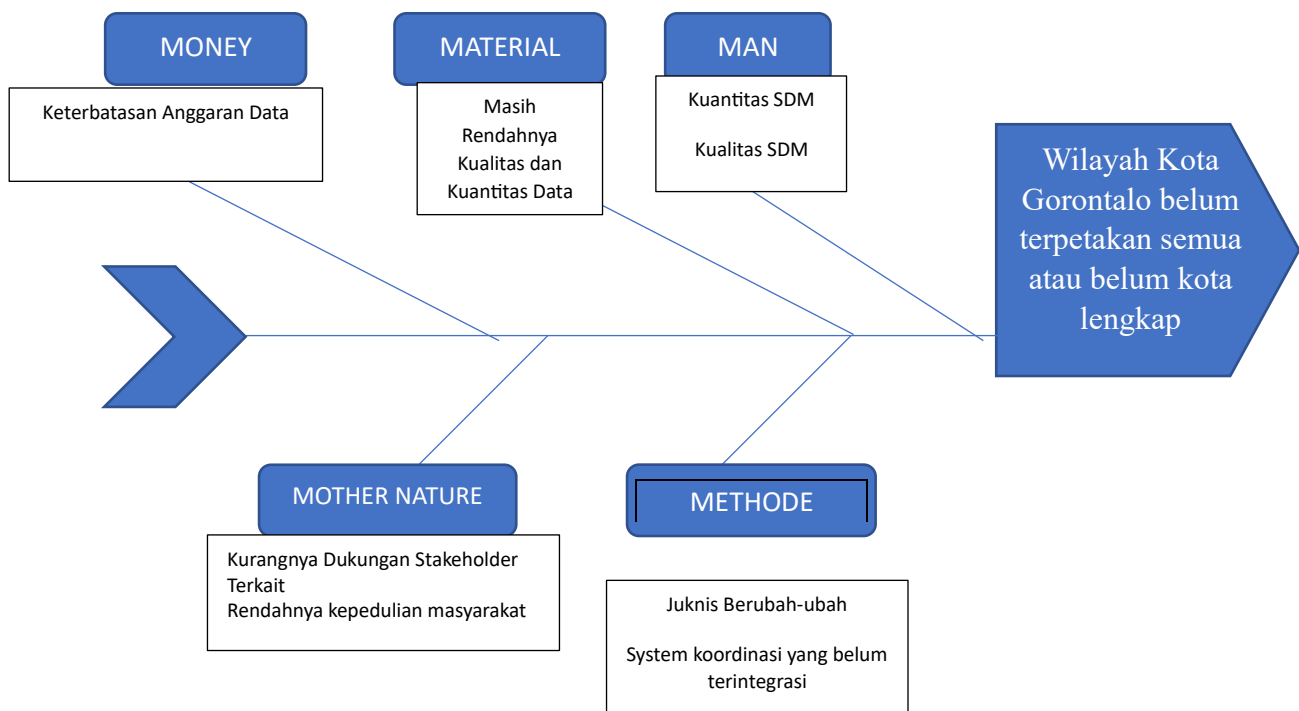 MONEY
Keterbatasan Anggaran Data
MATERIAL
Masih
Rendahnya
Kualitas dan
Kuantitas Data
MAN
Kuantitas SDM
Kualitas SDM
Wilayah Kota
Gorontalo belum
terpetakan semua
atau belum kota
lengkap
MOTHER NATURE
Kurangnya Dukungan Stakeholder
Terkait
Rendahnya kepedulian masyarakat
METHODE
Juknis Berubah-ubah
System koordinasi yang belum
terintegrasi